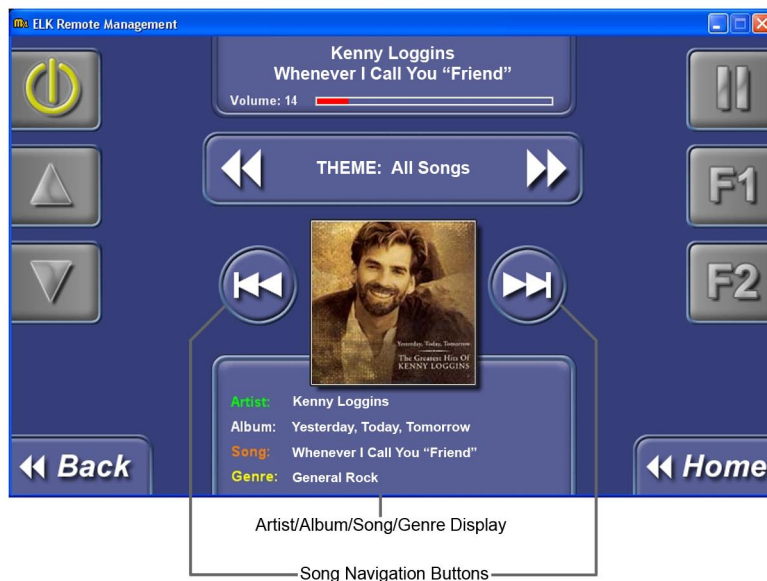 ELK Remote Management
Kenny Loggins
Whenever I Call You “Friend”
Volume: 14
THEME: All Songs
F1
F2
Yesterday, Today, Tomorrow
The Greatest Hits Of
KENNY LOGGINS
Artist: Kenny Loggins
Album: Yesterday, Today, Tomorrow
Song: Whenever I Call You “Friend”
Genre: General Rock
Back
Home
Artist/Album/Song/Genre Display
Song Navigation Buttons